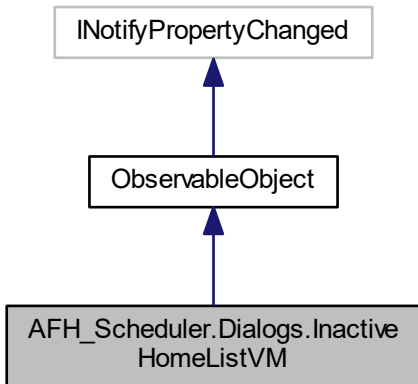 INotifyPropertyChanged
ObservableObject
AFH_Scheduler.Dialogs.Inactive
HomeListVM